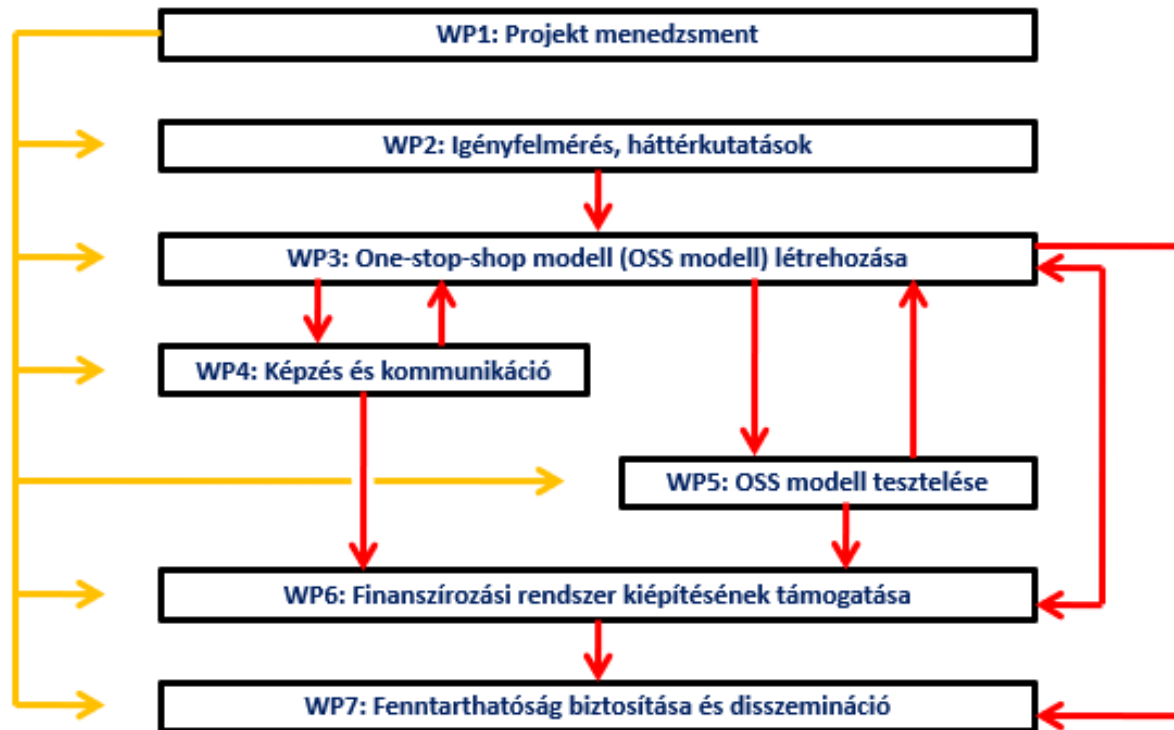 WP1: Projekt menedzsment
WP2: Igényfelmérés, háttérkutatások
WP3: One-stop-shop modell (OSS modell) létrehozása
WP4: Képzés és kommunikáció
WP5: OSS modell tesztelése
WP6: Finanszírozási rendszer kiépítésének támogatása
WP7: Fenntarthatóság biztosítása és disszemináció